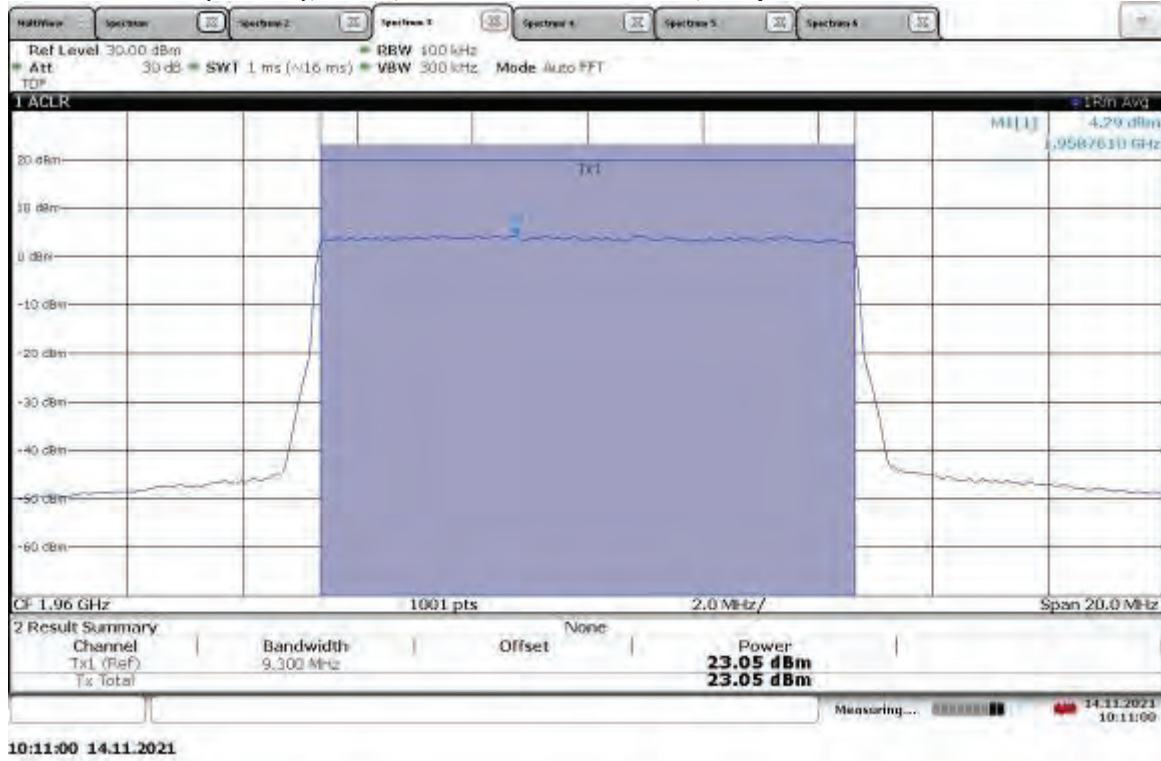 MultiView Spectrum Spectrum 2 Spectrum 3 Spectrum 4 Spectrum 5 Spectrum 6
Ref Level 30.00 dBm RBW 100 kHz
Att 30 dB SWT 1 ms (~16 ms) VBW 300 kHz Mode Auto FFT
TDF
1 ACLR 1Rm Avg
M1[1] 4.29 dBm
1.9587610 GHz
20 dBm
Tx1
10 dBm
0 dBm
-10 dBm
-20 dBm
-30 dBm
-40 dBm
-50 dBm
-60 dBm
CF 1.96 GHz 1001 pts 2.0 MHz/ Span 20.0 MHz
2 Result Summary None
Channel Bandwidth Offset Power
Tx1 (Ref) 9.300 MHz 23.05 dBm
Tx Total 23.05 dBm
Measuring... 14.11.2021
10:11:00
10:11:00 14.11.2021